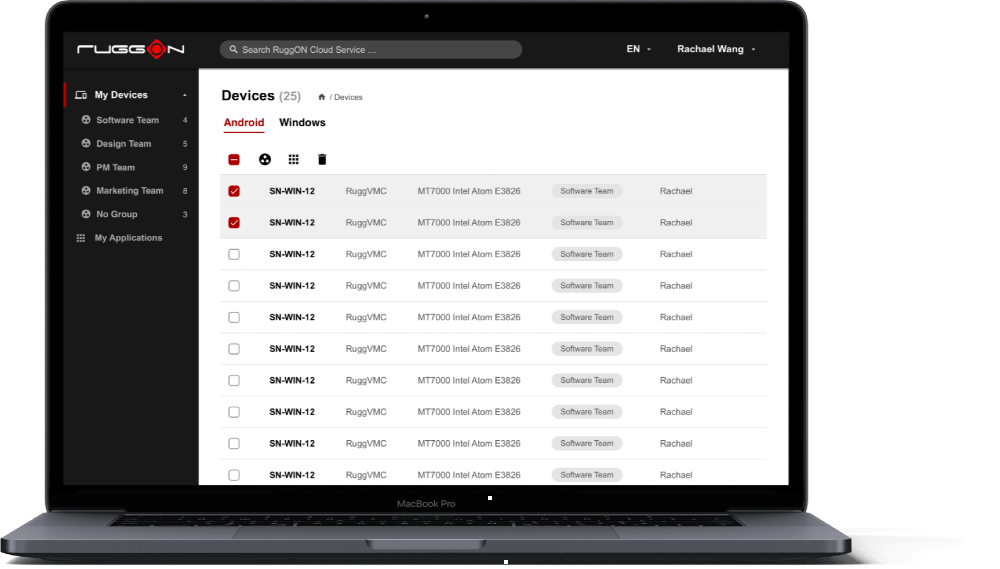 RUGGON
Search RuggON Cloud Service ...
EN
Rachael Wang
My Devices
Software Team 4
Design Team 5
PM Team 9
Marketing Team 8
No Group 3
My Applications
Devices (25)
/ Devices
Android Windows
SN-WIN-12 RuggVMC MT7000 Intel Atom E3826 Software Team Rachael
SN-WIN-12 RuggVMC MT7000 Intel Atom E3826 Software Team Rachael
SN-WIN-12 RuggVMC MT7000 Intel Atom E3826 Software Team Rachael
SN-WIN-12 RuggVMC MT7000 Intel Atom E3826 Software Team Rachael
SN-WIN-12 RuggVMC MT7000 Intel Atom E3826 Software Team Rachael
SN-WIN-12 RuggVMC MT7000 Intel Atom E3826 Software Team Rachael
SN-WIN-12 RuggVMC MT7000 Intel Atom E3826 Software Team Rachael
SN-WIN-12 RuggVMC MT7000 Intel Atom E3826 Software Team Rachael
SN-WIN-12 RuggVMC MT7000 Intel Atom E3826 Software Team Rachael
SN-WIN-12 RuggVMC MT7000 Intel Atom E3826 Software Team Rachael
MacBook Pro